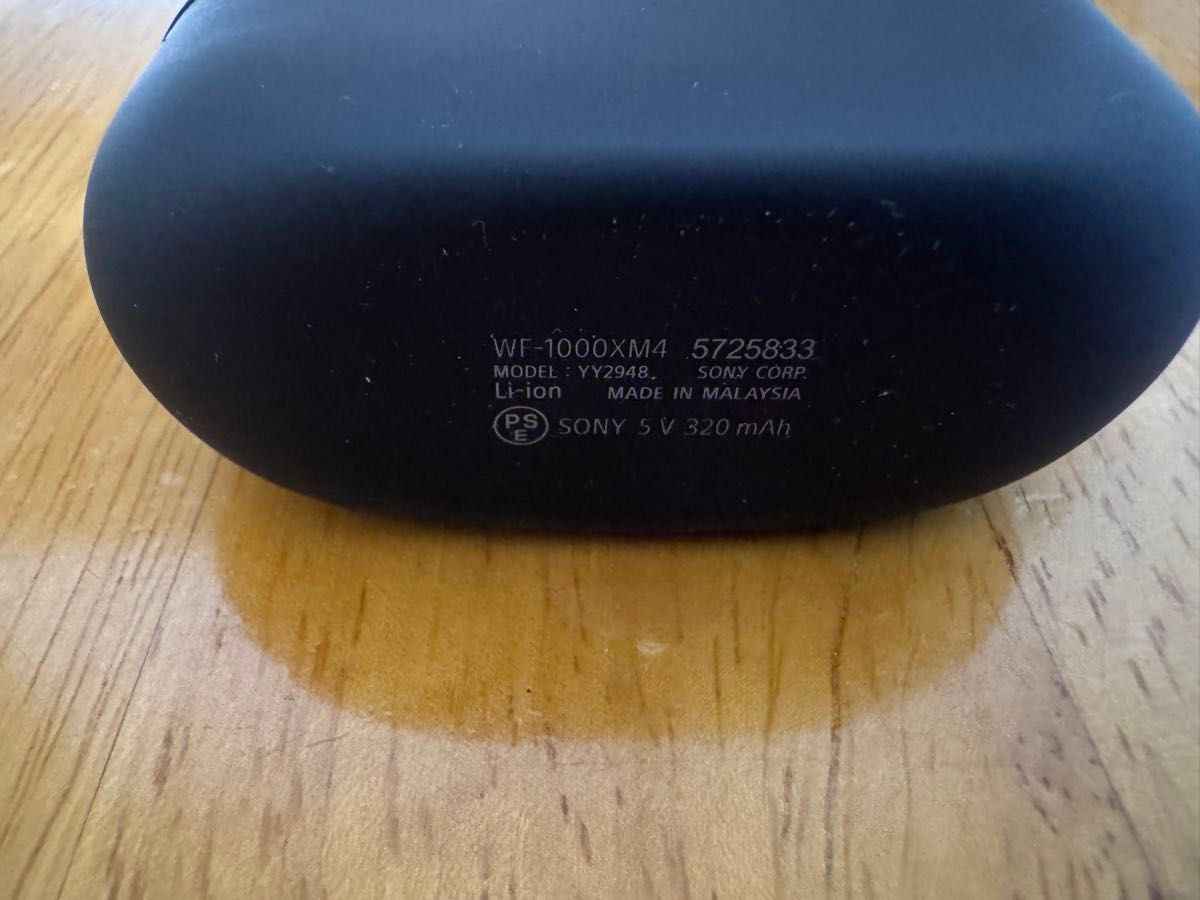 WF-1000XM4 5725833
MODEL : YY2948 SONY CORP.
Li-ion MADE IN MALAYSIA
PSE SONY 5 V 320 mAh